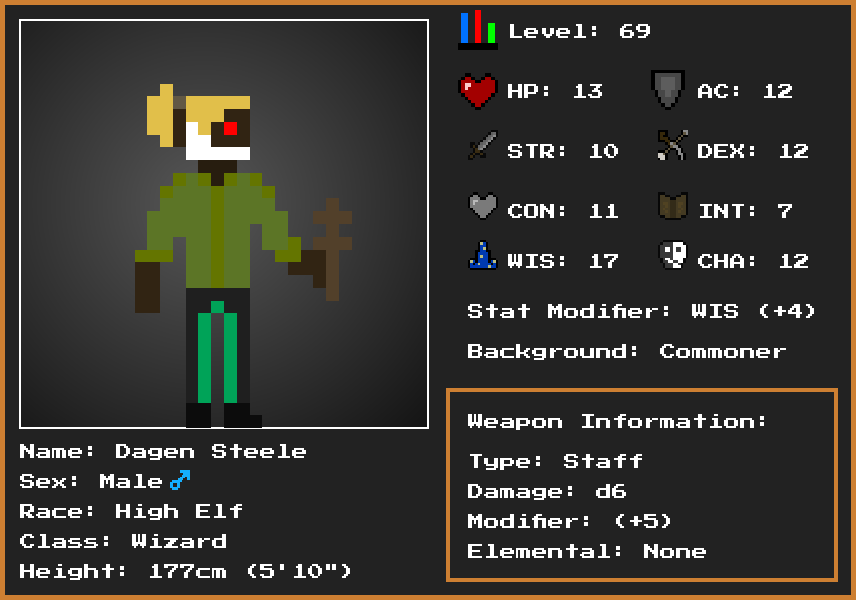 Level: 69
HP: 13 AC: 12
STR: 10 DEX: 12
CON: 11 INT: 7
WIS: 17 CHA: 12
Stat Modifier: WIS (+4)
Background: Commoner
Weapon Information:
Type: Staff
Damage: d6
Modifier: (+5)
Elemental: None
Name: Dagen Steele
Sex: Male♂
Race: High Elf
Class: Wizard
Height: 177cm (5'10")